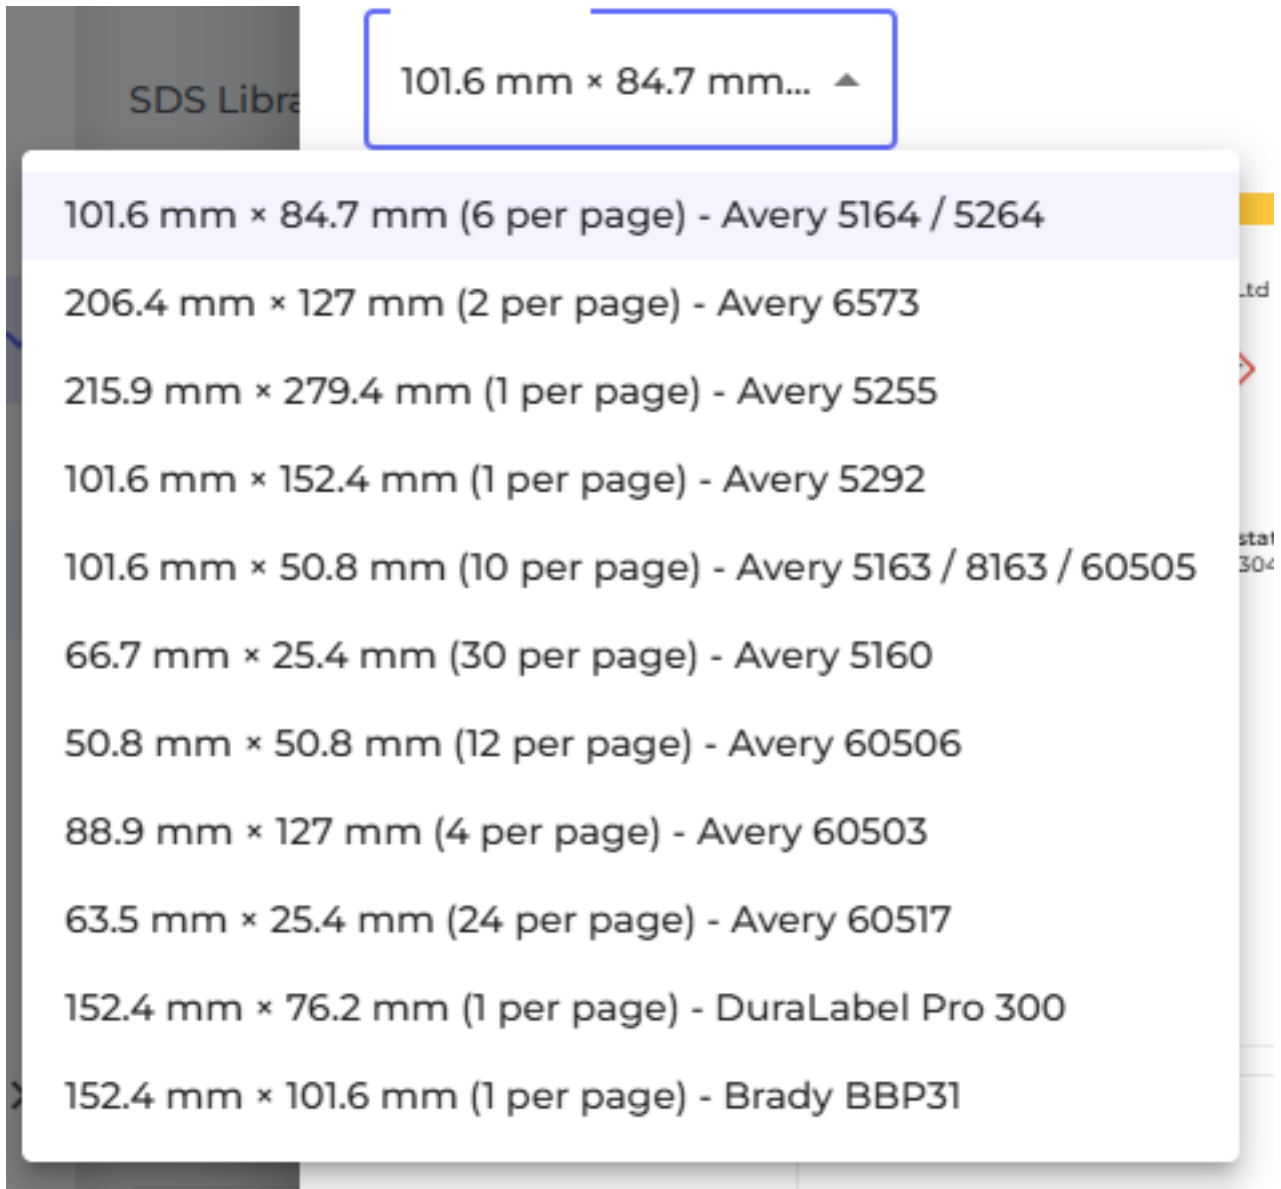 SDS Libra
101.6 mm × 84.7 mm...
101.6 mm × 84.7 mm (6 per page) - Avery 5164 / 5264
206.4 mm × 127 mm (2 per page) - Avery 6573
Ltd
215.9 mm × 279.4 mm (1 per page) - Avery 5255
101.6 mm × 152.4 mm (1 per page) - Avery 5292
stat
101.6 mm × 50.8 mm (10 per page) - Avery 5163 / 8163 / 60505
304
66.7 mm × 25.4 mm (30 per page) - Avery 5160
50.8 mm × 50.8 mm (12 per page) - Avery 60506
88.9 mm × 127 mm (4 per page) - Avery 60503
63.5 mm × 25.4 mm (24 per page) - Avery 60517
152.4 mm × 76.2 mm (1 per page) - DuraLabel Pro 300
152.4 mm × 101.6 mm (1 per page) - Brady BBP31